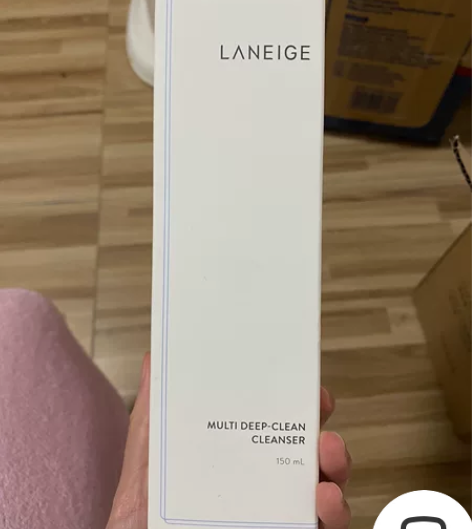 LANEIGE
MULTI DEEP-CLEAN
CLEANSER
150 mL